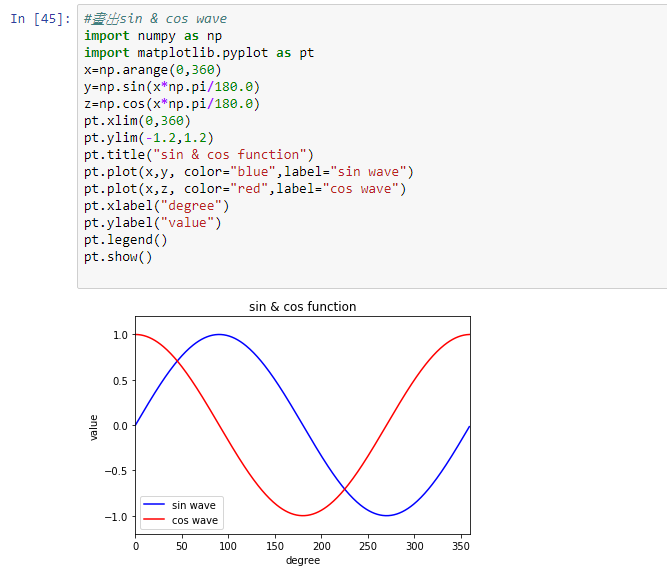 In [45]:
#畫出sin & cos wave
import numpy as np
import matplotlib.pyplot as pt
x=np.arange(0,360)
y=np.sin(x*np.pi/180.0)
z=np.cos(x*np.pi/180.0)
pt.xlim(0,360)
pt.ylim(-1.2,1.2)
pt.title("sin & cos function")
pt.plot(x,y, color="blue",label="sin wave")
pt.plot(x,z, color="red",label="cos wave")
pt.xlabel("degree")
pt.ylabel("value")
pt.legend()
pt.show()
sin & cos function
1.0
0.5
0.0
−0.5
−1.0
value
sin wave
cos wave
0 50 100 150 200 250 300 350
degree